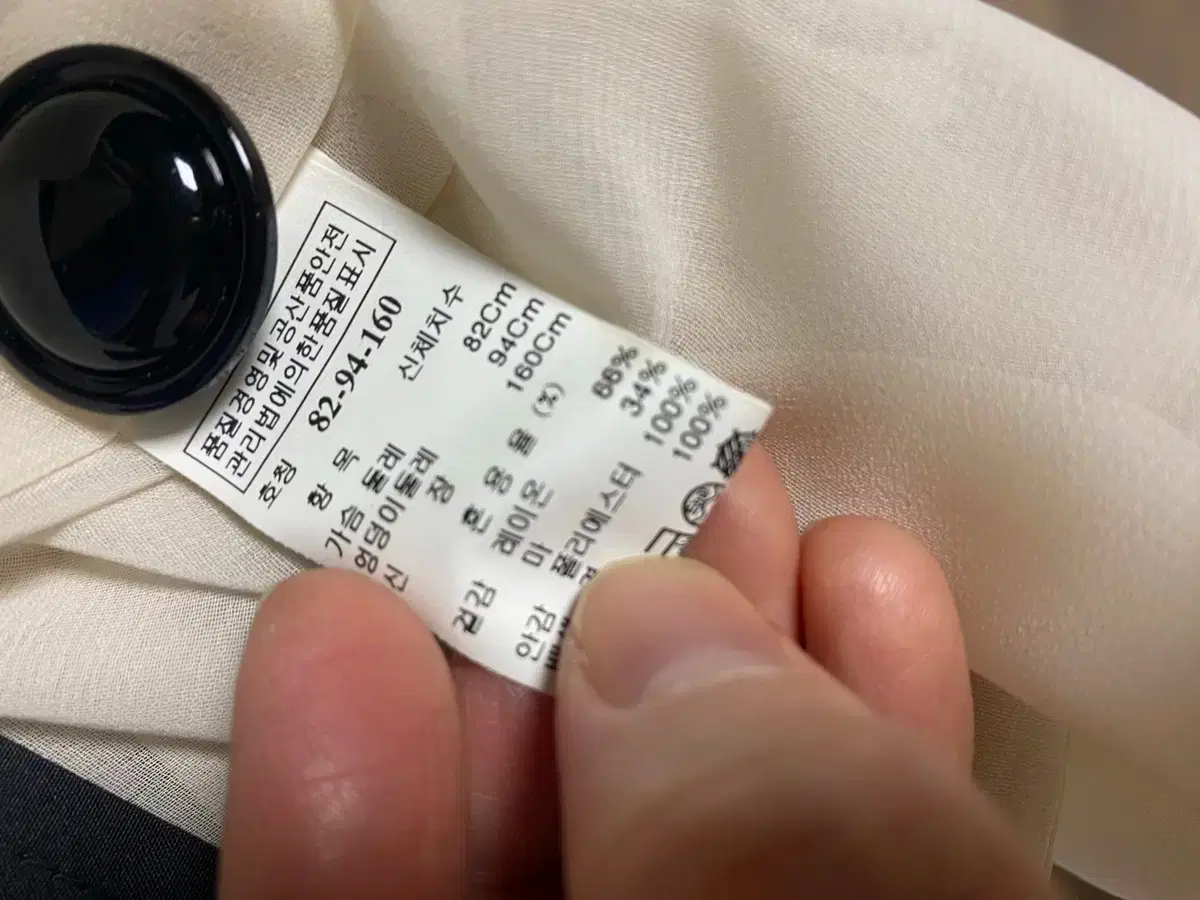 품질경영및 공산품안전
관리법에의한품질표시
호칭 82-94-160
항 목 신체치수
가슴 둘레 82Cm
엉덩이둘레 94Cm
신 장 160Cm
혼 용 율 (%)
겉감 레이온 66%
마 34%
안감 폴리에스터 100%
100%